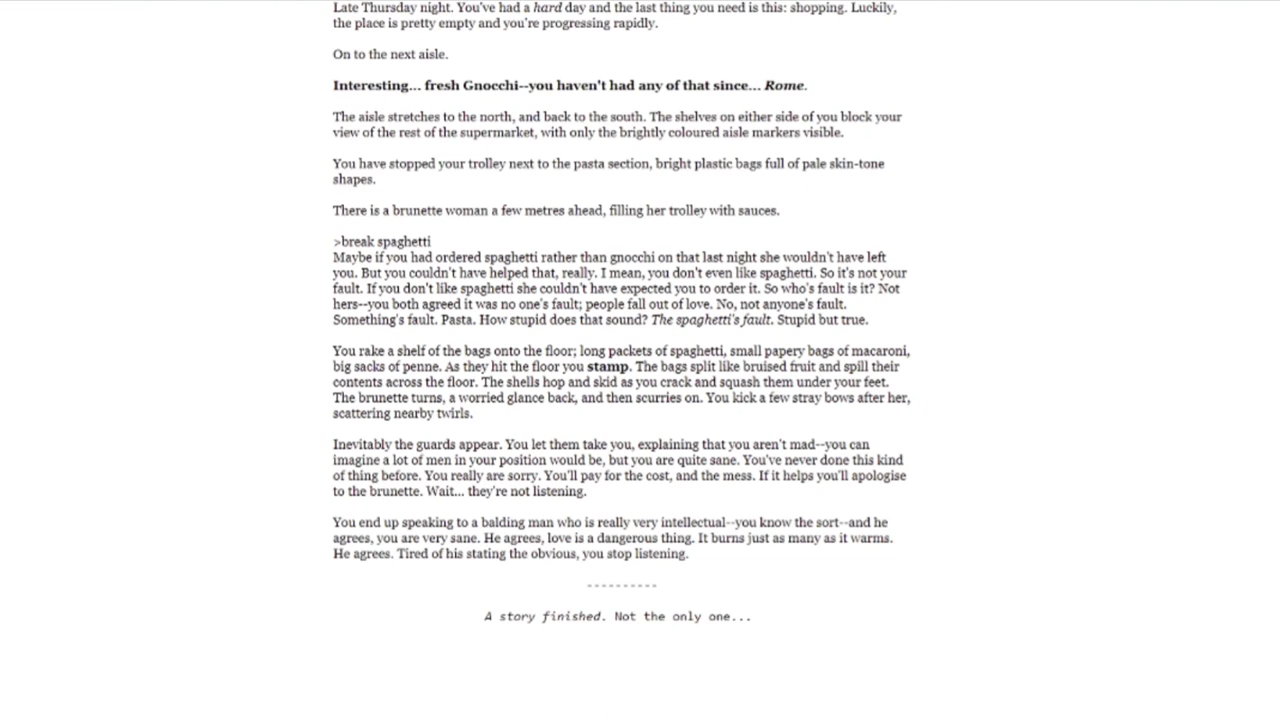 Late Thursday night. You've had a hard day and the last thing you need is this: shopping. Luckily,
the place is pretty empty and you're progressing rapidly.
On to the next aisle.
Interesting... fresh Gnocchi--you haven't had any of that since... Rome.
The aisle stretches to the north, and back to the south. The shelves on either side of you block your
view of the rest of the supermarket, with only the brightly coloured aisle markers visible.
You have stopped your trolley next to the pasta section, bright plastic bags full of pale skin-tone
shapes.
There is a brunette woman a few metres ahead, filling her trolley with sauces.
>break spaghetti
Maybe if you had ordered spaghetti rather than gnocchi on that last night she wouldn't have left
you. But you couldn't have helped that, really. I mean, you don't even like spaghetti. So it's not your
fault. If you don't like spaghetti she couldn't have expected you to order it. So who's fault is it? Not
hers--you both agreed it was no one's fault; people fall out of love. No, not anyone's fault.
Something's fault. Pasta. How stupid does that sound? The spaghetti's fault. Stupid but true.
You rake a shelf of the bags onto the floor; long packets of spaghetti, small papery bags of macaroni,
big sacks of penne. As they hit the floor you stamp. The bags split like bruised fruit and spill their
contents across the floor. The shells hop and skid as you crack and squash them under your feet.
The brunette turns, a worried glance back, and then scurries on. You kick a few stray bows after her,
scattering nearby twirls.
Inevitably the guards appear. You let them take you, explaining that you aren't mad--you can
imagine a lot of men in your position would be, but you are quite sane. You've never done this kind
of thing before. You really are sorry. You'll pay for the cost, and the mess. If it helps you'll apologise
to the brunette. Wait... they're not listening.
You end up speaking to a balding man who is really very intellectual--you know the sort--and he
agrees, you are very sane. He agrees, love is a dangerous thing. It burns just as many as it warms.
He agrees. Tired of his stating the obvious, you stop listening.
----------
A story finished. Not the only one...